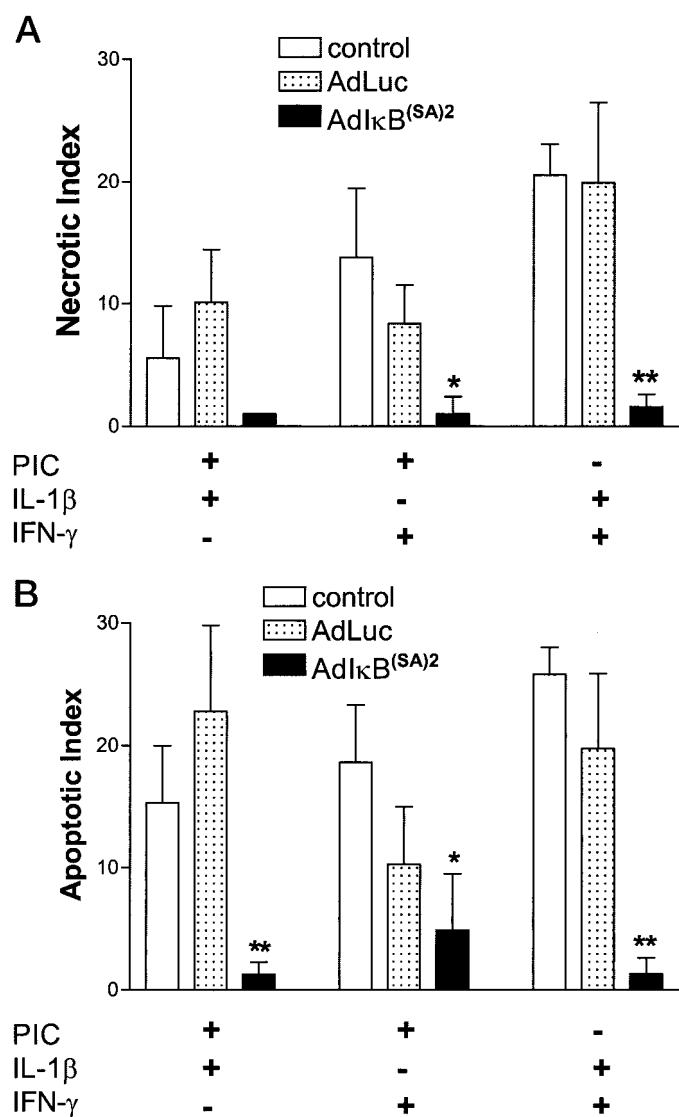 A
control
AdLuc
AdIκB(SA)2
Necrotic Index
30
20
10
0
*
**
PIC + + -
IL-1β + - +
IFN-γ - + +
B
control
AdLuc
AdIκB(SA)2
Apoptotic Index
30
20
10
0
**
*
**
PIC + + -
IL-1β + - +
IFN-γ - + +